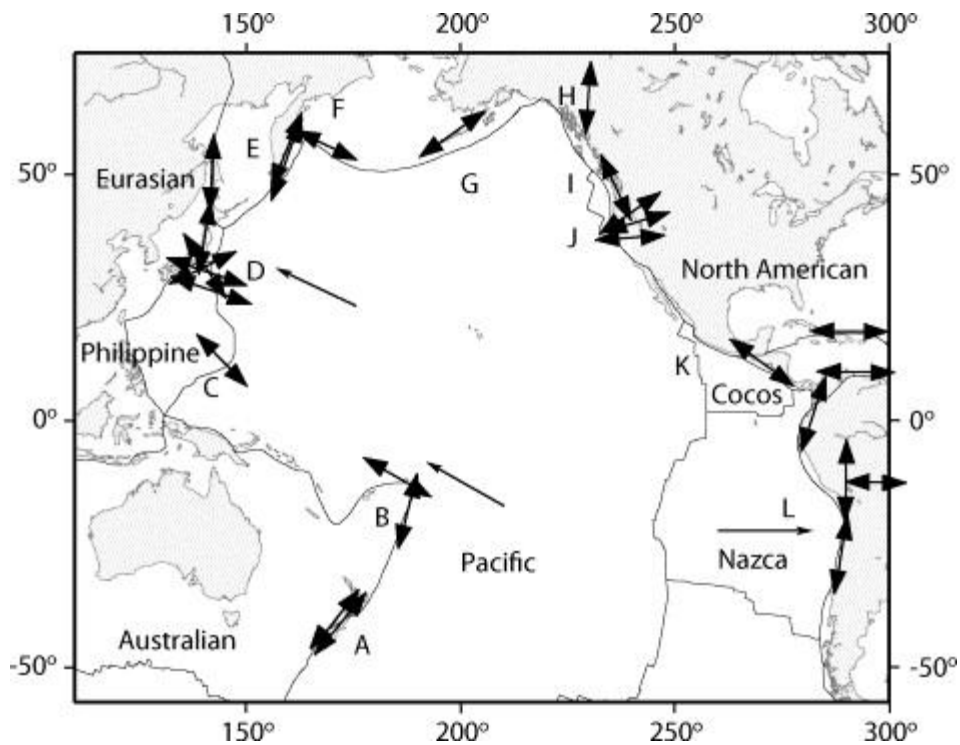 150° 200° 250° 300°
F
H
E
50° Eurasian G I 50°
J
D
North American
Philippine
K
C Cocos
0° 0°
B
L
Pacific Nazca
Australian A
-50° -50°
150° 200° 250° 300°